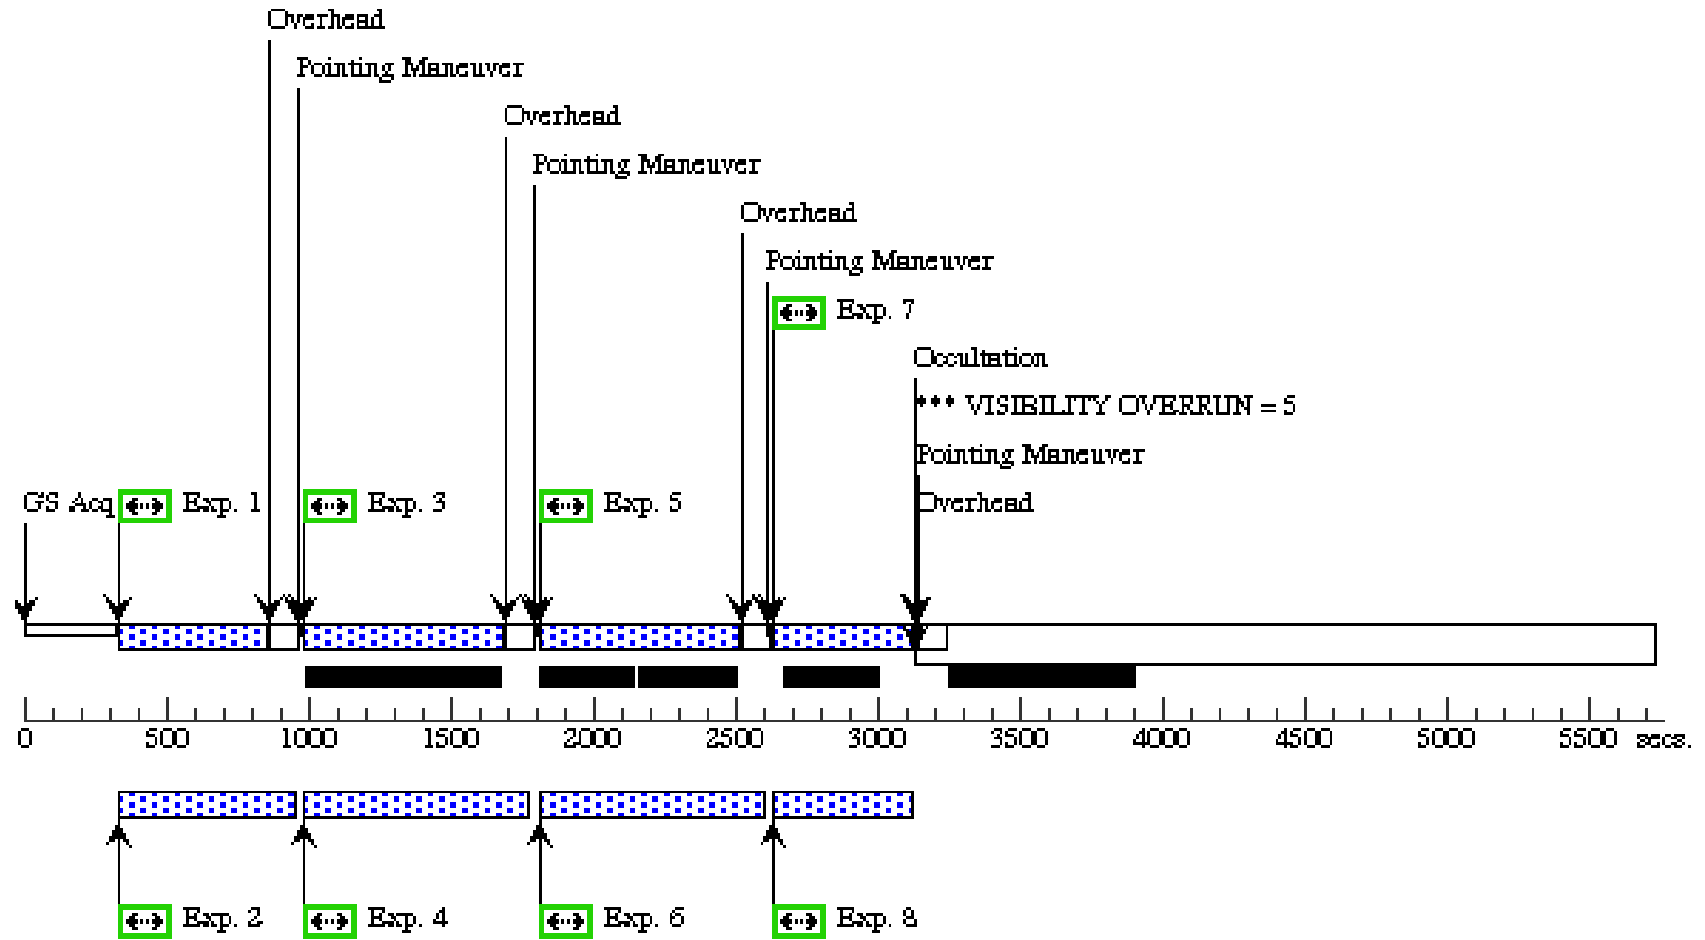 Overhead
Pointing Maneuver
Overhead
Pointing Maneuver
Overhead
Pointing Maneuver
Exp. 7
Occultation
*** VISIBILITY OVERRUN = 5
Pointing Maneuver
GS Acq Exp. 1 Exp. 3 Exp. 5 Overhead
0 500 1000 1500 2000 2500 3000 3500 4000 4500 5000 5500 secs.
Exp. 2 Exp. 4 Exp. 6 Exp. 8